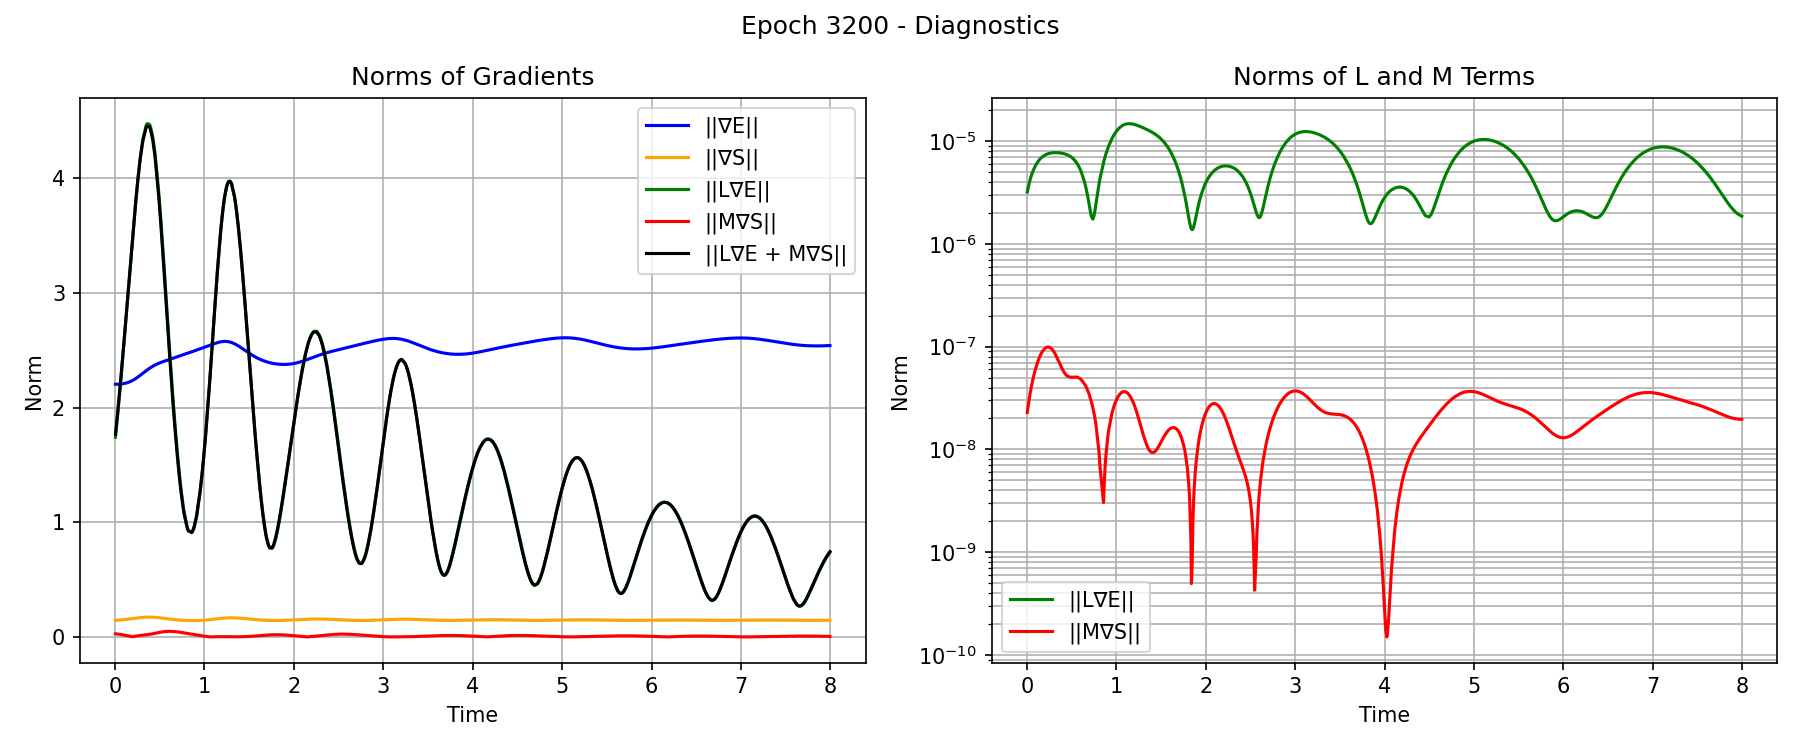 Epoch 3200 - Diagnostics
Norms of Gradients
Norm
4
3
2
1
0
||∇E||
||∇S||
||L∇E||
||M∇S||
||L∇E + M∇S||
0 1 2 3 4 5 6 7 8
Time
Norms of L and M Terms
Norm
10⁻⁵
10⁻⁶
10⁻⁷
10⁻⁸
10⁻⁹
10⁻¹⁰
||L∇E||
||M∇S||
0 1 2 3 4 5 6 7 8
Time